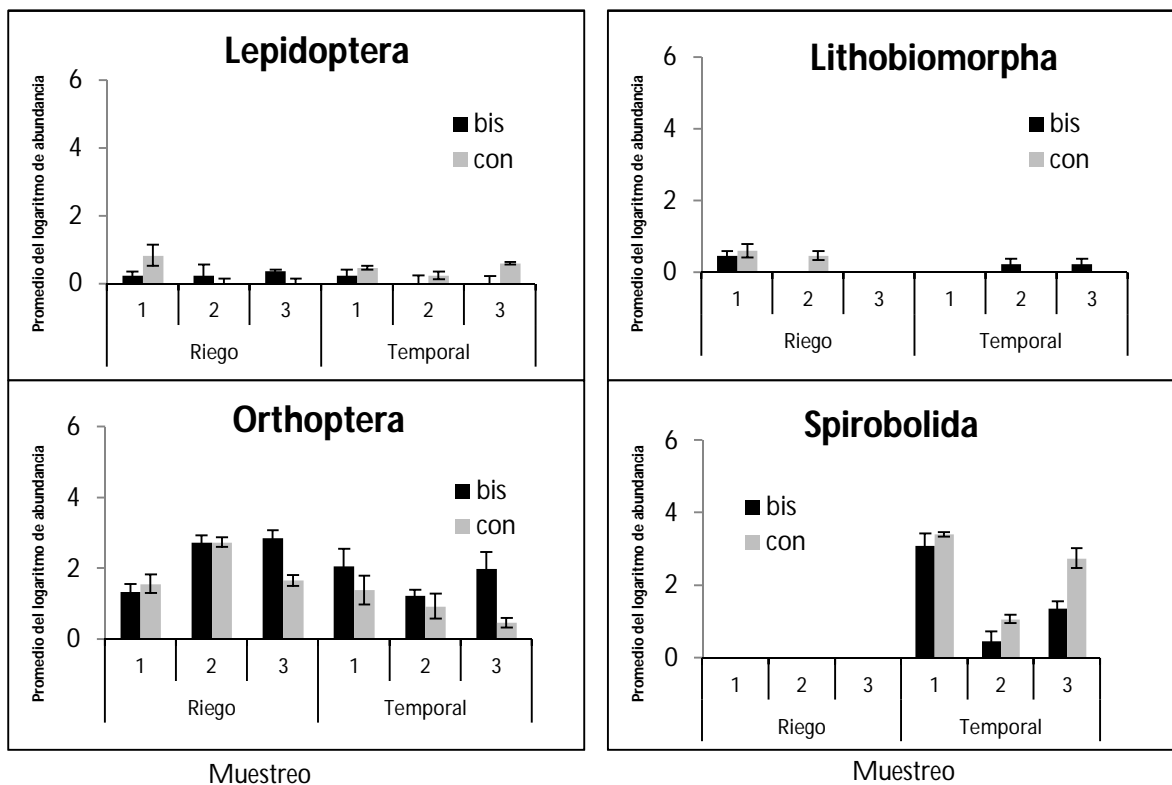 Lepidoptera
Promedio del logaritmo de abundancia
6
4
2
0
bis
con
1 2 3 1 2 3
Riego Temporal
Lithobiomorpha
Promedio del logaritmo de abundancia
6
4
2
0
bis
con
1 2 3 1 2 3
Riego Temporal
Orthoptera
Promedio del logaritmo de abundancia
6
4
2
0
bis
con
1 2 3 1 2 3
Riego Temporal
Muestreo
Spirobolida
Promedio del logaritmo de abundancia
6
4
2
0
bis
con
1 2 3 1 2 3
Riego Temporal
Muestreo